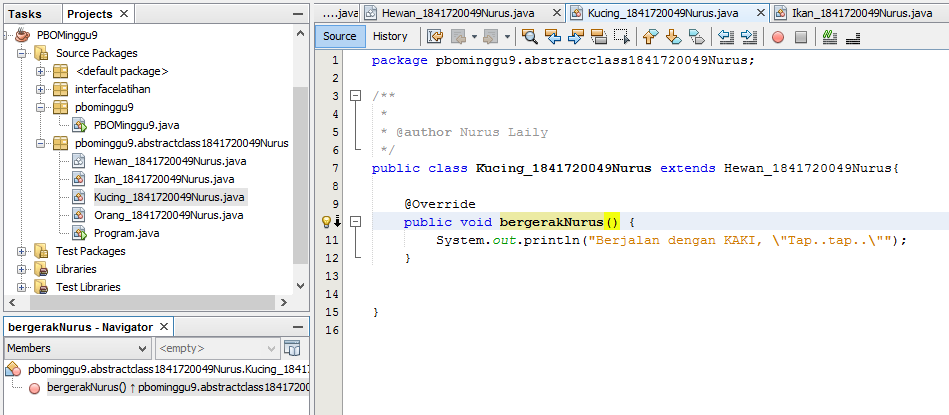 Tasks Projects
PBOMinggu9
Source Packages
<default package>
interfacelatihan
pbominggu9
PBOMinggu9.java
pbominggu9.abstractclass1841720049Nurus
Hewan_1841720049Nurus.java
Ikan_1841720049Nurus.java
Kucing_1841720049Nurus.java
Orang_1841720049Nurus.java
Program.java
Test Packages
Libraries
Test Libraries
bergerakNurus - Navigator
Members <empty>
pbominggu9.abstractclass1841720049Nurus.Kucing_1841720
bergerakNurus() ↑ pbominggu9.abstractclass18417200
....java Hewan_1841720049Nurus.java Kucing_1841720049Nurus.java Ikan_1841720049Nurus.java
Source History
1 package pbominggu9.abstractclass1841720049Nurus;
2
3 /**
4 *
5 * @author Nurus Laily
6 */
7 public class Kucing_1841720049Nurus extends Hewan_1841720049Nurus{
8
9 @Override
public void bergerakNurus() {
11 System.out.println("Berjalan dengan KAKI, \"Tap..tap..\"");
12 }
13
14
15 }
16